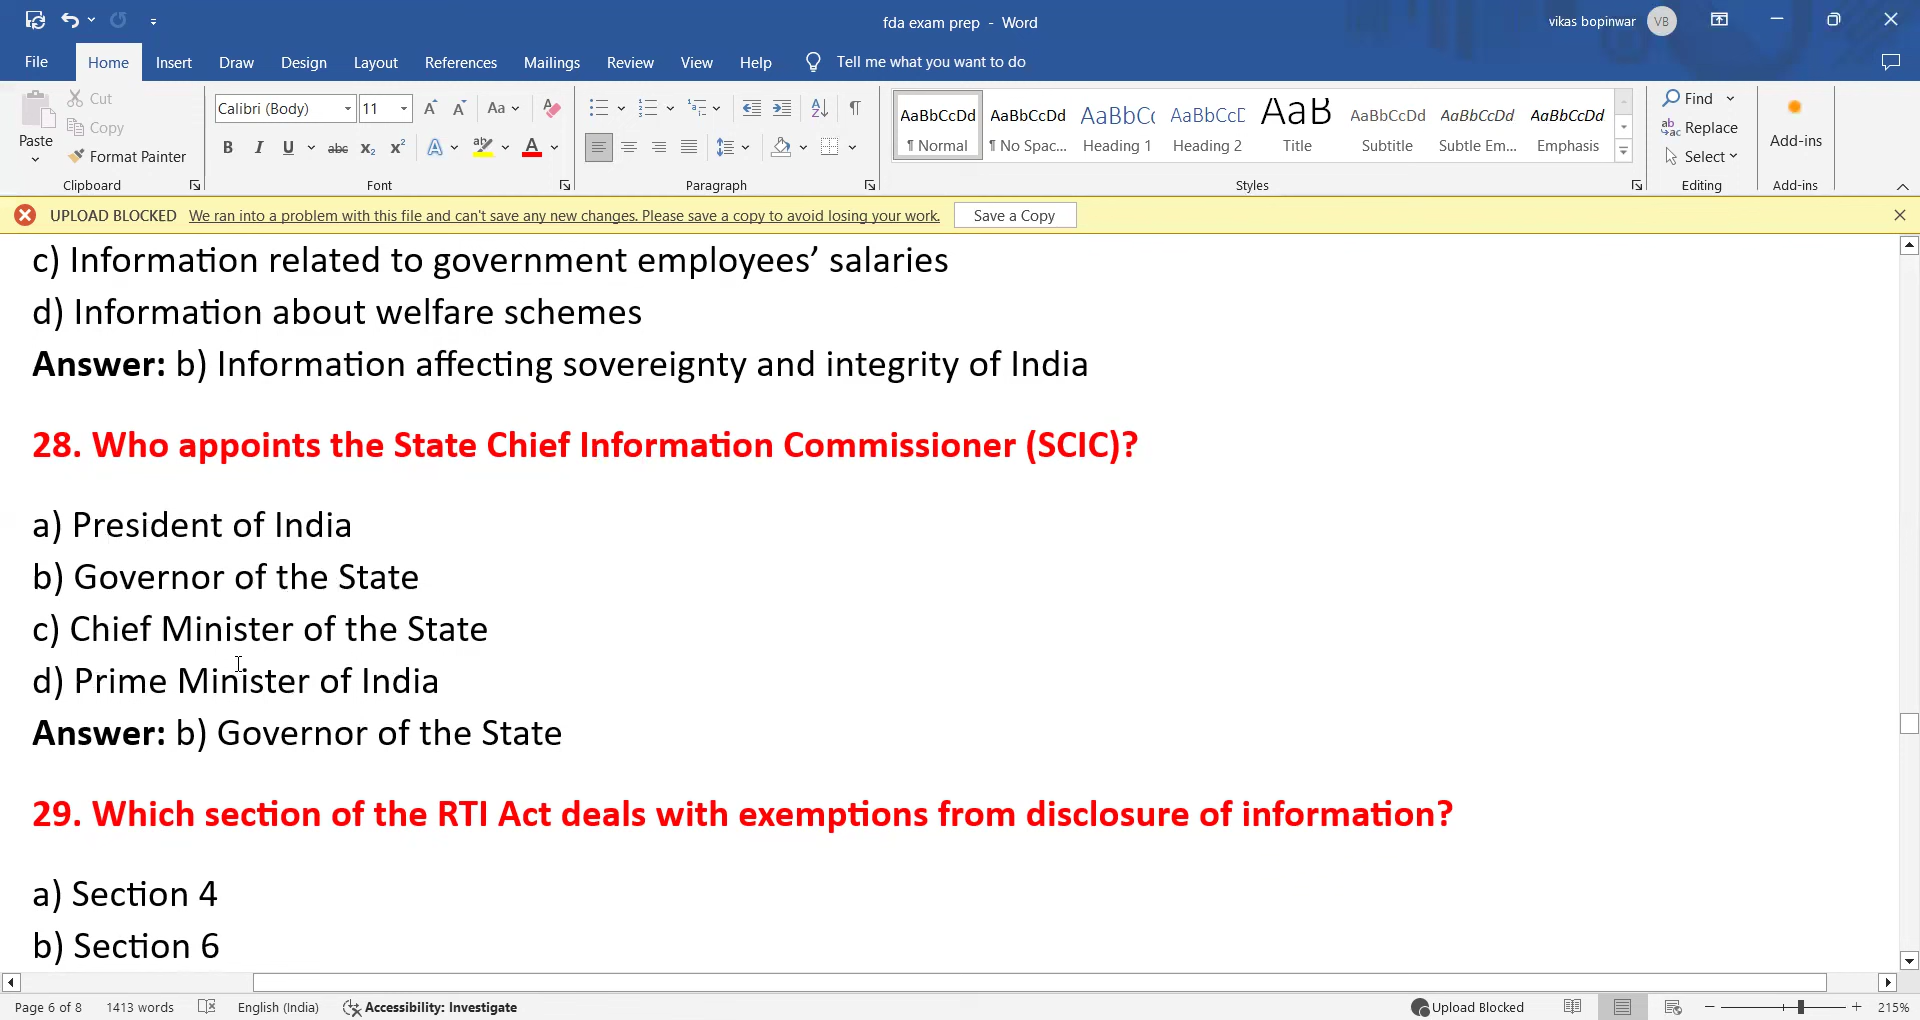 fda exam prep - Word
vikas bopinwar VB
File Home Insert Draw Design Layout References Mailings Review View Help Tell me what you want to do
Paste
Cut
Copy
Format Painter
Clipboard
Calibri (Body) 11
Aa
B I U abc x₂ x² A A
Font
Paragraph
AaBbCcDd AaBbCcDd AaBbCc AaBbCcE AaB AaBbCcDd AaBbCcDd AaBbCcDd
¶ Normal ¶ No Spac... Heading 1 Heading 2 Title Subtitle Subtle Em... Emphasis
Styles
Find
Replace
Select
Editing
Add-ins
Add-ins
UPLOAD BLOCKED We ran into a problem with this file and can't save any new changes. Please save a copy to avoid losing your work. Save a Copy
c) Information related to government employees’ salaries
d) Information about welfare schemes
Answer: b) Information affecting sovereignty and integrity of India
28. Who appoints the State Chief Information Commissioner (SCIC)?
a) President of India
b) Governor of the State
c) Chief Minister of the State
d) Prime Minister of India
Answer: b) Governor of the State
29. Which section of the RTI Act deals with exemptions from disclosure of information?
a) Section 4
b) Section 6
Page 6 of 8 1413 words English (India) Accessibility: Investigate Upload Blocked 215%